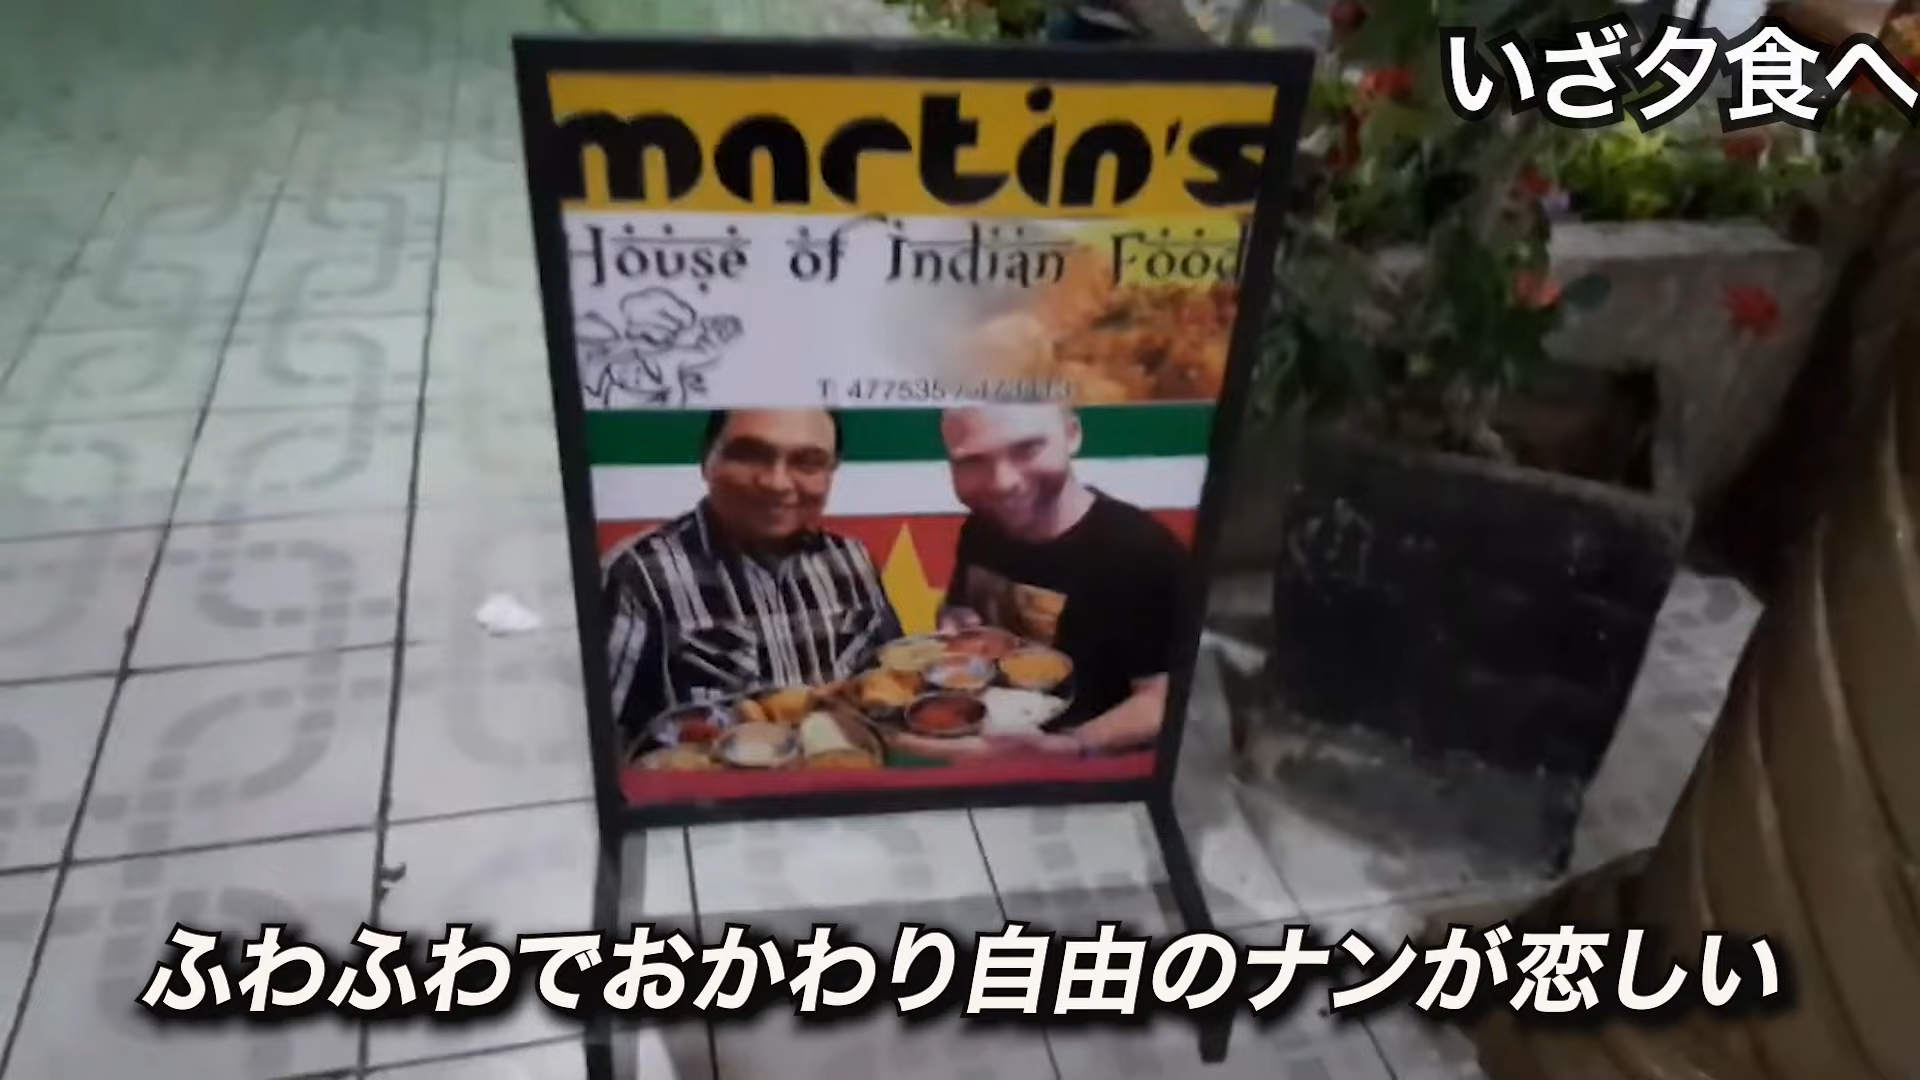 いざ夕食へ
martin's
House of Indian Food
T: 477535 /
ふわふわでおかわり自由のナンが恋しい